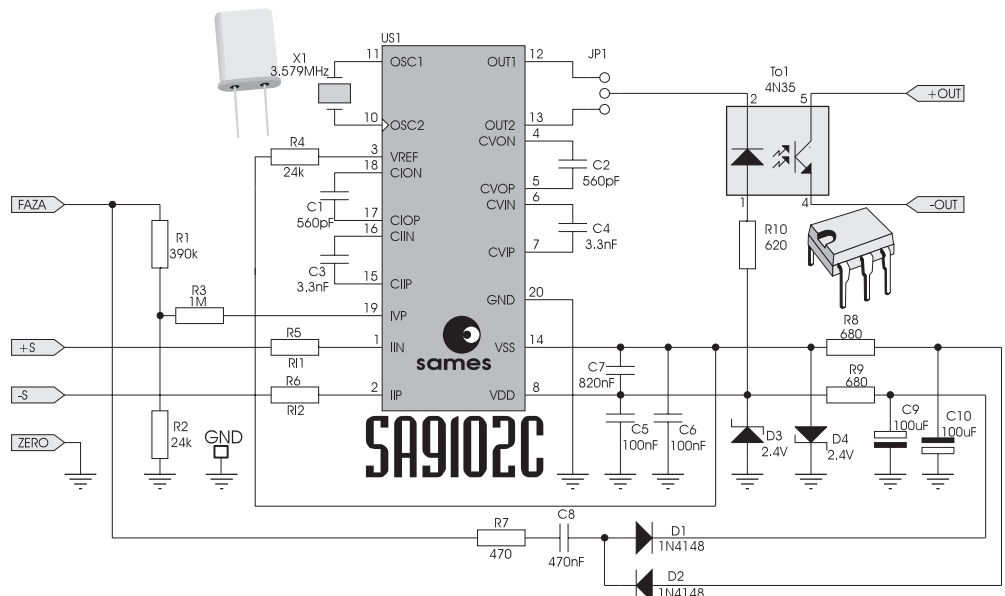 US1
X1
3.579MHz
11
OSC1
10
OSC2
3
VREF
18
CION
17
CIOP
16
CIIN
15
CIIP
19
IVP
1
IIN
2
IIP
12
OUT1
13
OUT2
4
CVON
5
CVOP
6
CVIN
7
CVIP
20
GND
14
VSS
8
VDD
sames
SA9102C
JP1
To1
4N35
2
5
1
4
+OUT
-OUT
R4
24k
C1
560pF
C3
3.3nF
C2
560pF
C4
3.3nF
R10
620
FAZA
R1
390k
R3
1M
+S
R5
RI1
-S
R6
RI2
ZERO
R2
24k
GND
C7
820nF
C5
100nF
C6
100nF
R8
680
R9
680
D3
2.4V
D4
2.4V
C9
100uF
C10
100uF
R7
470
C8
470nF
D1
1N4148
D2
1N4148